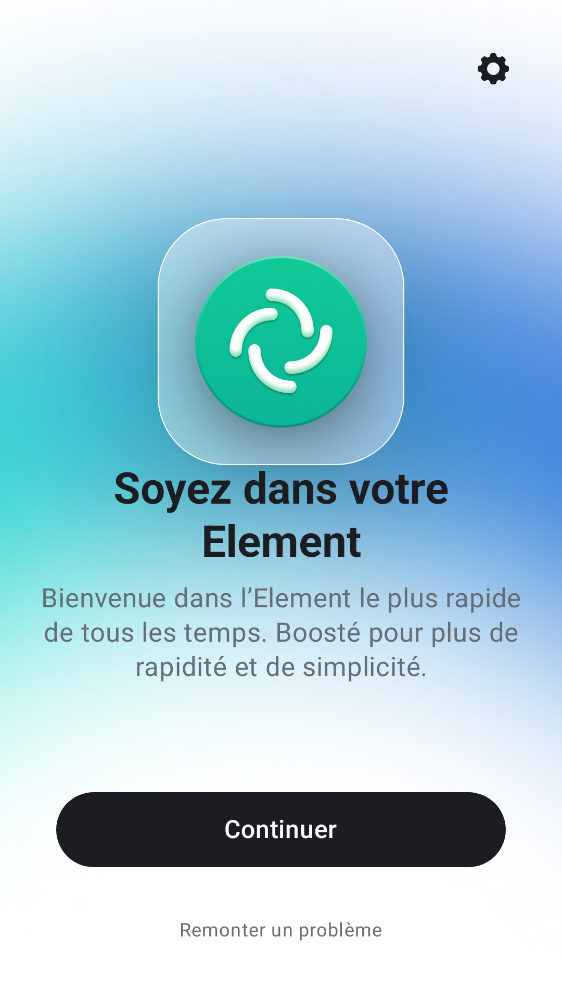 Soyez dans votre
Element
Bienvenue dans l’Element le plus rapide
de tous les temps. Boosté pour plus de
rapidité et de simplicité.
Continuer
Remonter un problème